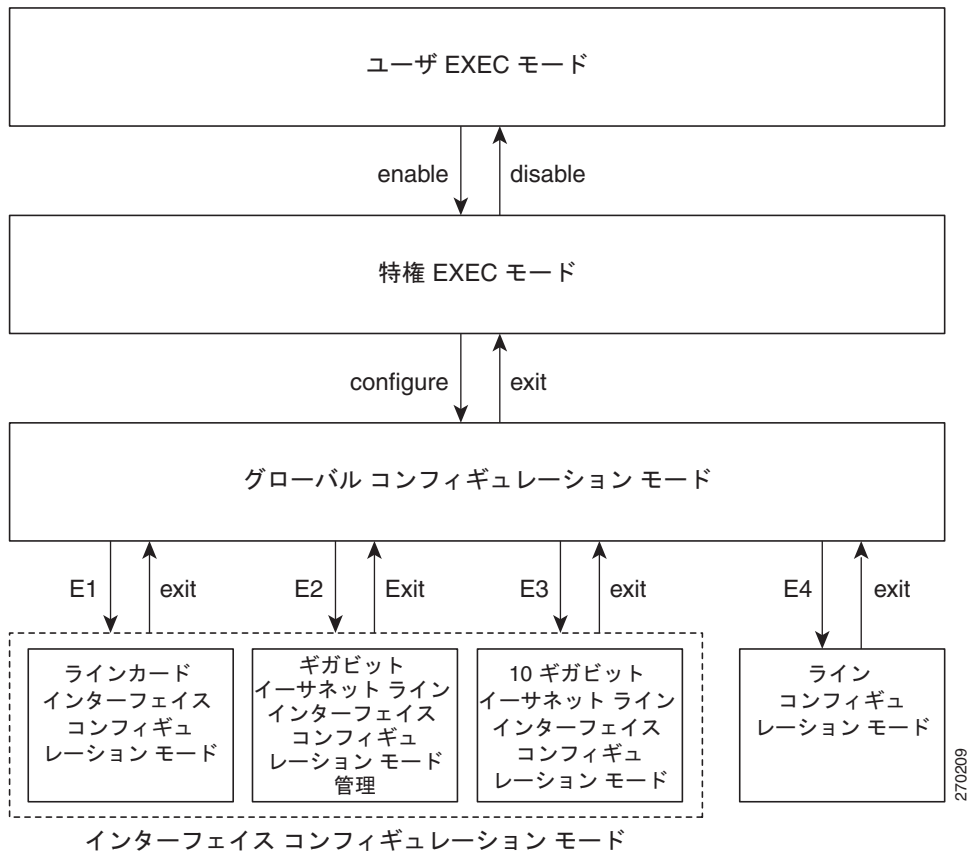 ユーザ EXEC モード
enable
disable
特権 EXEC モード
configure
exit
グローバル コンフィギュレーション モード
E1
exit
E2
Exit
E3
exit
E4
exit
ラインカード
インターフェイス
コンフィギュ
レーション モード
ギガビット
イーサネット ライン
インターフェイス
コンフィギュ
レーション モード
管理
10 ギガビット
イーサネット ライン
インターフェイス
コンフィギュ
レーション モード
ライン
コンフィギュ
レーション モード
270209
インターフェイス コンフィギュレーション モード